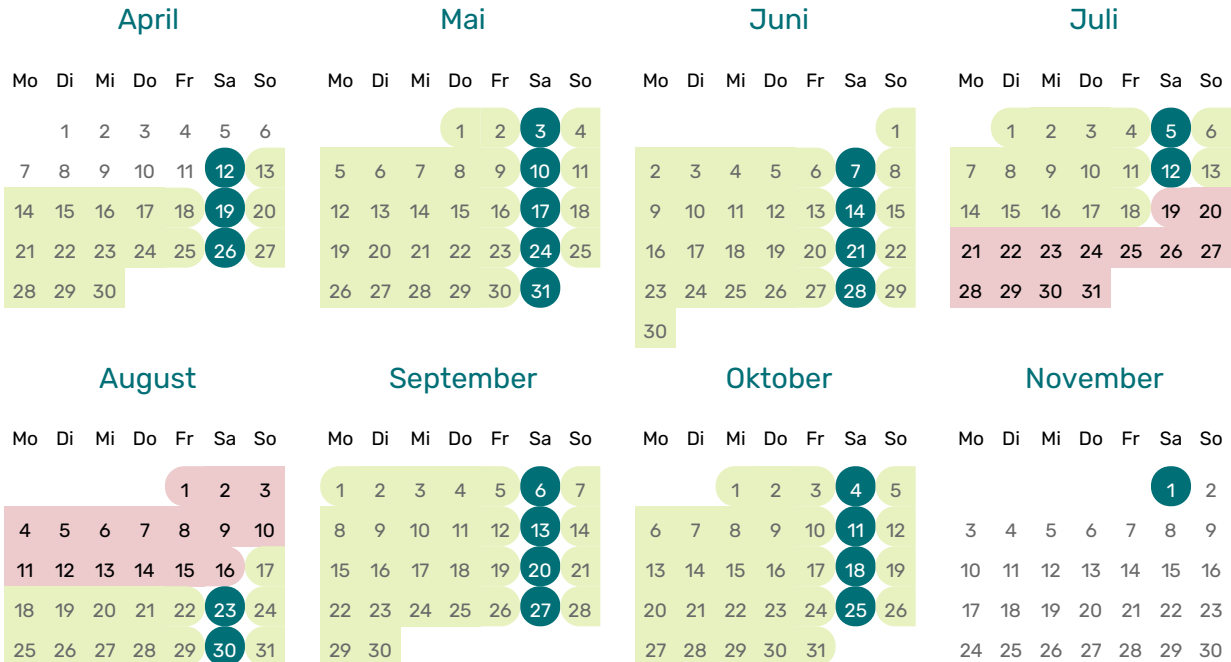 April Mai Juni Juli
Mo Di Mi Do Fr Sa So Mo Di Mi Do Fr Sa So Mo Di Mi Do Fr Sa So Mo Di Mi Do Fr Sa So
1 2 3 4 5 6 1 2 3 4 1 1 2 3 4 5 6
7 8 9 10 11 12 13 5 6 7 8 9 10 11 2 3 4 5 6 7 8 7 8 9 10 11 12 13
14 15 16 17 18 19 20 12 13 14 15 16 17 18 9 10 11 12 13 14 15 14 15 16 17 18 19 20
21 22 23 24 25 26 27 19 20 21 22 23 24 25 16 17 18 19 20 21 22 21 22 23 24 25 26 27
28 29 30 26 27 28 29 30 31 23 24 25 26 27 28 29 28 29 30 31
30
August September Oktober November
Mo Di Mi Do Fr Sa So Mo Di Mi Do Fr Sa So Mo Di Mi Do Fr Sa So Mo Di Mi Do Fr Sa So
1 2 3 1 2 3 4 5 6 7 1 2 3 4 5 1 2
4 5 6 7 8 9 10 8 9 10 11 12 13 14 6 7 8 9 10 11 12 3 4 5 6 7 8 9
11 12 13 14 15 16 17 15 16 17 18 19 20 21 13 14 15 16 17 18 19 10 11 12 13 14 15 16
18 19 20 21 22 23 24 22 23 24 25 26 27 28 20 21 22 23 24 25 26 17 18 19 20 21 22 23
25 26 27 28 29 30 31 29 30 27 28 29 30 31 24 25 26 27 28 29 30